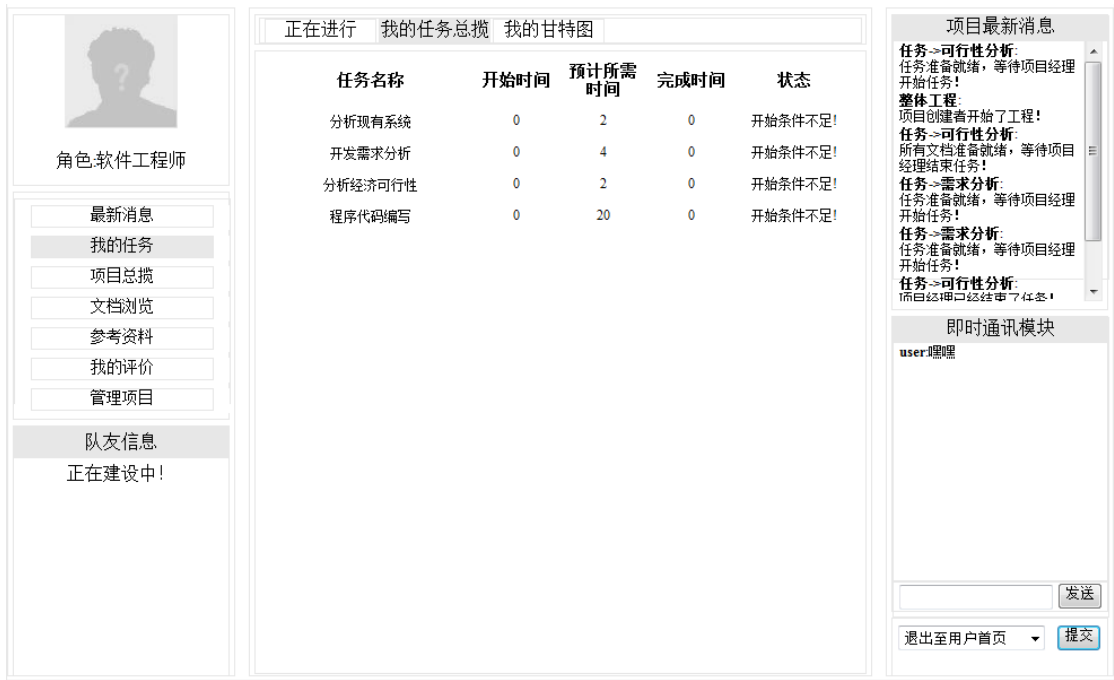 角色:软件工程师
最新消息
我的任务
项目总揽
文档浏览
参考资料
我的评价
管理项目
队友信息
正在建设中!
正在进行 我的任务总揽 我的甘特图
任务名称 开始时间 预计所需时间 完成时间 状态
分析现有系统 0 2 0 开始条件不足!
开发需求分析 0 4 0 开始条件不足!
分析经济可行性 0 2 0 开始条件不足!
程序代码编写 0 20 0 开始条件不足!
项目最新消息
任务->可行性分析:
任务准备就绪，等待项目经理
开始任务!
整体工程:
项目创建者开始了工程!
任务->可行性分析:
所有文档准备就绪，等待项目
经理结束任务!
任务->需求分析:
任务准备就绪，等待项目经理
开始任务!
任务->需求分析:
任务准备就绪，等待项目经理
开始任务!
任务->可行性分析:
项目经理已经结束了任务!
即时通讯模块
user:嘿嘿
发送
退出至用户首页 提交